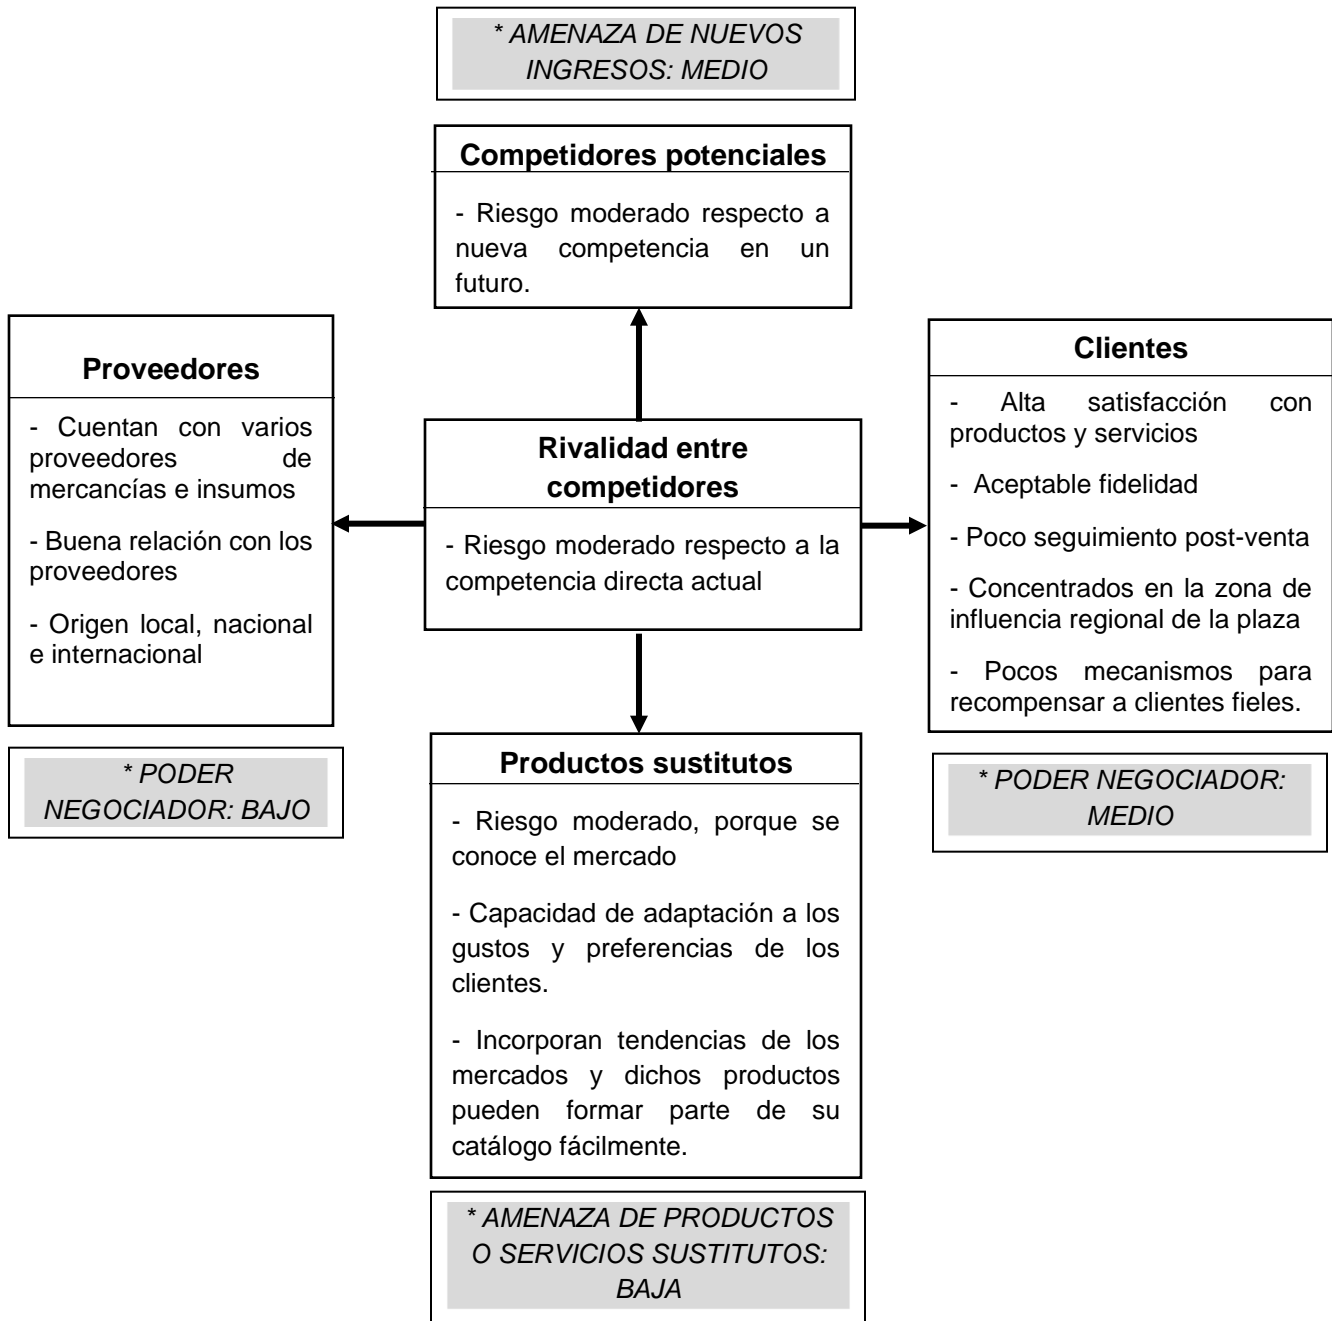 * AMENAZA DE NUEVOS
INGRESOS: MEDIO
Competidores potenciales
- Riesgo moderado respecto a
nueva competencia en un
futuro.
Proveedores
- Cuentan con varios
proveedores de
mercancías e insumos
- Buena relación con los
proveedores
- Origen local, nacional
e internacional
* PODER
NEGOCIADOR: BAJO
Rivalidad entre
competidores
- Riesgo moderado respecto a la
competencia directa actual
Clientes
- Alta satisfacción con
productos y servicios
- Aceptable fidelidad
- Poco seguimiento post-venta
- Concentrados en la zona de
influencia regional de la plaza
- Pocos mecanismos para
recompensar a clientes fieles.
* PODER NEGOCIADOR:
MEDIO
Productos sustitutos
- Riesgo moderado, porque se
conoce el mercado
- Capacidad de adaptación a los
gustos y preferencias de los
clientes.
- Incorporan tendencias de los
mercados y dichos productos
pueden formar parte de su
catálogo fácilmente.
* AMENAZA DE PRODUCTOS
O SERVICIOS SUSTITUTOS:
BAJA